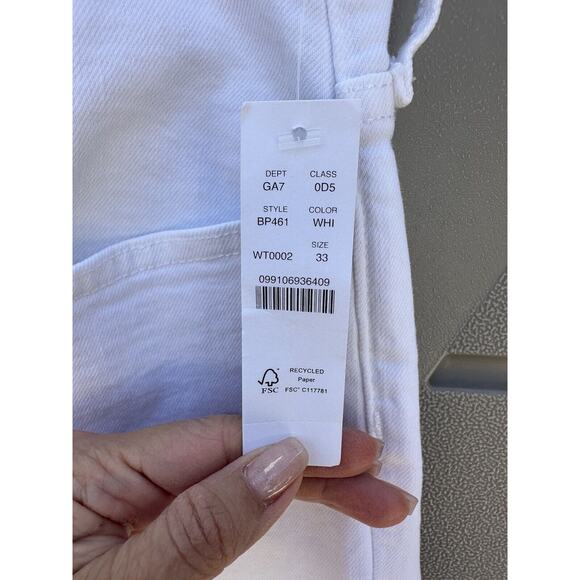 DEPT CLASS
GA7 0D5
STYLE COLOR
BP461 WHI
SIZE
WT0002 33
099106936409
RECYCLED
Paper
FSC FSC® C117781